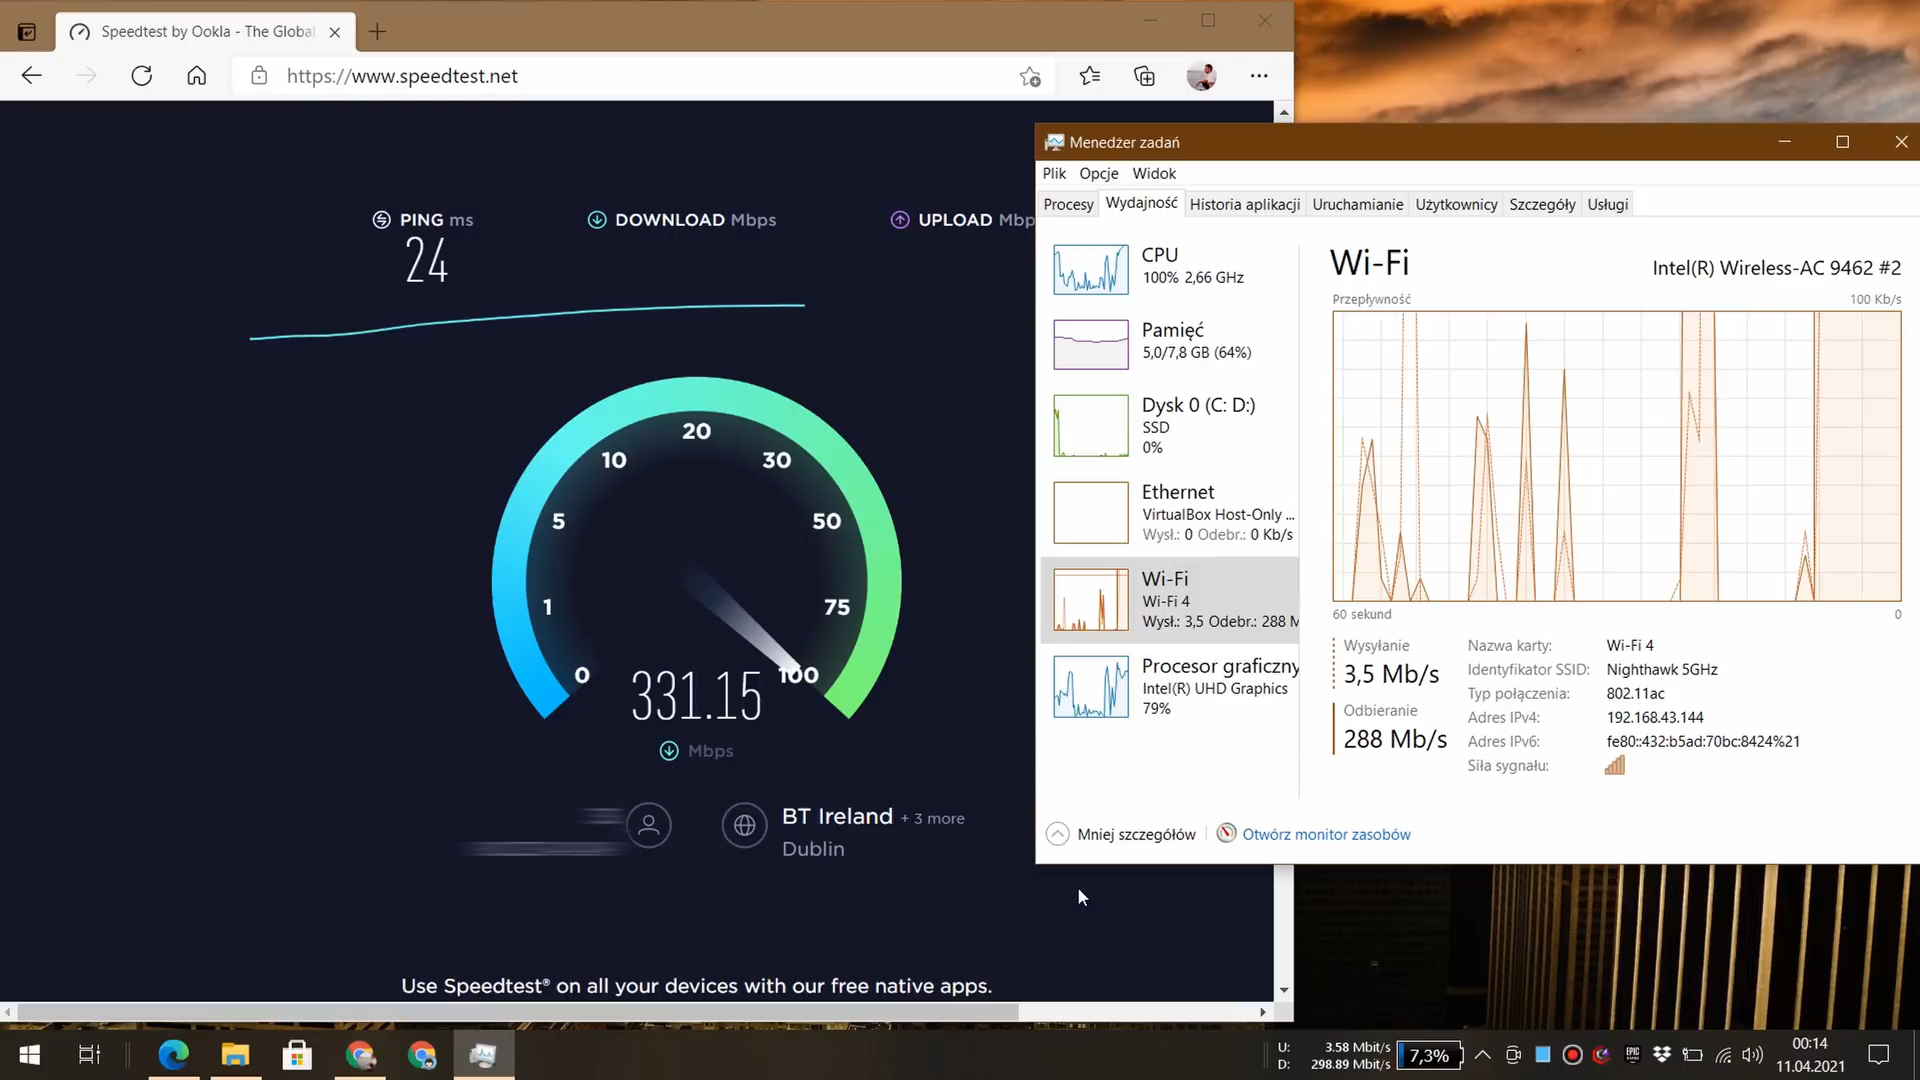 Speedtest by Ookla - The Global
https://www.speedtest.net
PING ms
24
DOWNLOAD Mbps
UPLOAD Mbp
0
1
5
10
20
30
50
75
100
331.15
Mbps
BT Ireland + 3 more
Dublin
Use Speedtest® on all your devices with our free native apps.
Menedżer zadań
Plik Opcje Widok
Procesy Wydajność Historia aplikacji Uruchamianie Użytkownicy Szczegóły Usługi
CPU
100% 2,66 GHz
Pamięć
5,0/7,8 GB (64%)
Dysk 0 (C: D:)
SSD
0%
Ethernet
VirtualBox Host-Only ...
Wysł.: 0 Odebr.: 0 Kb/s
Wi-Fi
Wi-Fi 4
Wysł.: 3,5 Odebr.: 288 M
Procesor graficzny
Intel(R) UHD Graphics
79%
Wi-Fi
Intel(R) Wireless-AC 9462 #2
Przepływność
100 Kb/s
60 sekund
0
Wysyłanie
3,5 Mb/s
Odbieranie
288 Mb/s
Nazwa karty: Wi-Fi 4
Identyfikator SSID: Nighthawk 5GHz
Typ połączenia: 802.11ac
Adres IPv4: 192.168.43.144
Adres IPv6: fe80::432:b5ad:70bc:8424%21
Siła sygnału:
Mniej szczegółów
Otwórz monitor zasobów
U: 3.58 Mbit/s
D: 298.89 Mbit/s
7,3%
EPIC
00:14
11.04.2021